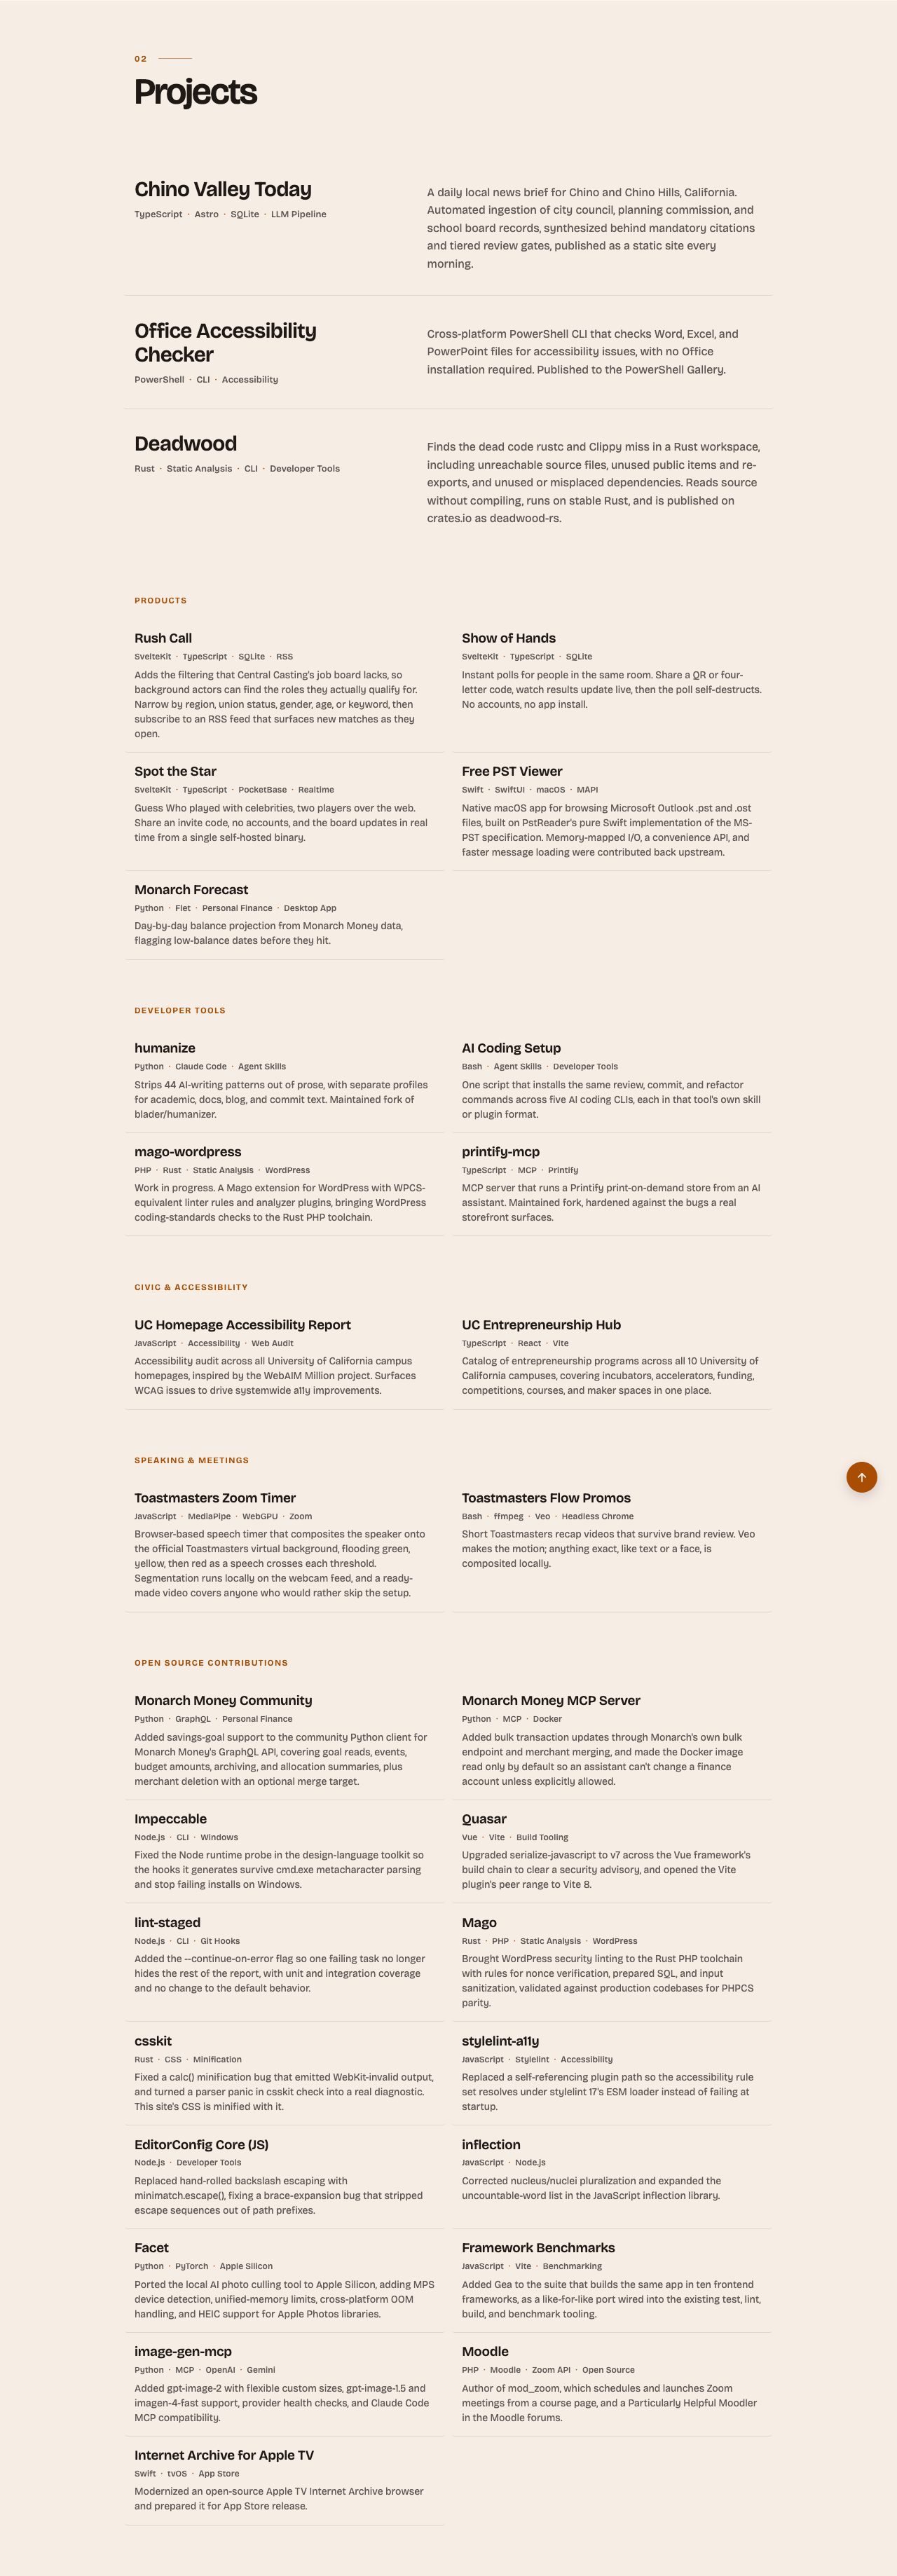 02
Projects
Chino Valley Today
TypeScript · Astro · SQLite · LLM Pipeline
A daily local news brief for Chino and Chino Hills, California.
Automated ingestion of city council, planning commission, and
school board records, synthesized behind mandatory citations
and tiered review gates, published as a static site every
morning.
Office Accessibility
Checker
PowerShell · CLI · Accessibility
Cross-platform PowerShell CLI that checks Word, Excel, and
PowerPoint files for accessibility issues, with no Office
installation required. Published to the PowerShell Gallery.
Deadwood
Rust · Static Analysis · CLI · Developer Tools
Finds the dead code rustc and Clippy miss in a Rust workspace,
including unreachable source files, unused public items and re-
exports, and unused or misplaced dependencies. Reads source
without compiling, runs on stable Rust, and is published on
crates.io as deadwood-rs.
PRODUCTS
Rush Call
SvelteKit · TypeScript · SQLite · RSS
Adds the filtering that Central Casting's job board lacks, so
background actors can find the roles they actually qualify for.
Narrow by region, union status, gender, age, or keyword, then
subscribe to an RSS feed that surfaces new matches as they
open.
Show of Hands
SvelteKit · TypeScript · SQLite
Instant polls for people in the same room. Share a QR or four-
letter code, watch results update live, then the poll self-destructs.
No accounts, no app install.
Spot the Star
SvelteKit · TypeScript · PocketBase · Realtime
Guess Who played with celebrities, two players over the web.
Share an invite code, no accounts, and the board updates in real
time from a single self-hosted binary.
Free PST Viewer
Swift · SwiftUI · macOS · MAPI
Native macOS app for browsing Microsoft Outlook .pst and .ost
files, built on PstReader's pure Swift implementation of the MS-
PST specification. Memory-mapped I/O, a convenience API, and
faster message loading were contributed back upstream.
Monarch Forecast
Python · Flet · Personal Finance · Desktop App
Day-by-day balance projection from Monarch Money data,
flagging low-balance dates before they hit.
DEVELOPER TOOLS
humanize
Python · Claude Code · Agent Skills
Strips 44 AI-writing patterns out of prose, with separate profiles
for academic, docs, blog, and commit text. Maintained fork of
blader/humanizer.
AI Coding Setup
Bash · Agent Skills · Developer Tools
One script that installs the same review, commit, and refactor
commands across five AI coding CLIs, each in that tool's own skill
or plugin format.
mago-wordpress
PHP · Rust · Static Analysis · WordPress
Work in progress. A Mago extension for WordPress with WPCS-
equivalent linter rules and analyzer plugins, bringing WordPress
coding-standards checks to the Rust PHP toolchain.
printify-mcp
TypeScript · MCP · Printify
MCP server that runs a Printify print-on-demand store from an AI
assistant. Maintained fork, hardened against the bugs a real
storefront surfaces.
CIVIC & ACCESSIBILITY
UC Homepage Accessibility Report
JavaScript · Accessibility · Web Audit
Accessibility audit across all University of California campus
homepages, inspired by the WebAIM Million project. Surfaces
WCAG issues to drive systemwide a11y improvements.
UC Entrepreneurship Hub
TypeScript · React · Vite
Catalog of entrepreneurship programs across all 10 University of
California campuses, covering incubators, accelerators, funding,
competitions, courses, and maker spaces in one place.
SPEAKING & MEETINGS
Toastmasters Zoom Timer
JavaScript · MediaPipe · WebGPU · Zoom
Browser-based speech timer that composites the speaker onto
the official Toastmasters virtual background, flooding green,
yellow, then red as a speech crosses each threshold.
Segmentation runs locally on the webcam feed, and a ready-
made video covers anyone who would rather skip the setup.
Toastmasters Flow Promos
Bash · ffmpeg · Veo · Headless Chrome
Short Toastmasters recap videos that survive brand review. Veo
makes the motion; anything exact, like text or a face, is
composited locally.
OPEN SOURCE CONTRIBUTIONS
Monarch Money Community
Python · GraphQL · Personal Finance
Added savings-goal support to the community Python client for
Monarch Money's GraphQL API, covering goal reads, events,
budget amounts, archiving, and allocation summaries, plus
merchant deletion with an optional merge target.
Monarch Money MCP Server
Python · MCP · Docker
Added bulk transaction updates through Monarch's own bulk
endpoint and merchant merging, and made the Docker image
read only by default so an assistant can't change a finance
account unless explicitly allowed.
Impeccable
Node.js · CLI · Windows
Fixed the Node runtime probe in the design-language toolkit so
the hooks it generates survive cmd.exe metacharacter parsing
and stop failing installs on Windows.
Quasar
Vue · Vite · Build Tooling
Upgraded serialize-javascript to v7 across the Vue framework's
build chain to clear a security advisory, and opened the Vite
plugin's peer range to Vite 8.
lint-staged
Node.js · CLI · Git Hooks
Added the --continue-on-error flag so one failing task no longer
hides the rest of the report, with unit and integration coverage
and no change to the default behavior.
Mago
Rust · PHP · Static Analysis · WordPress
Brought WordPress security linting to the Rust PHP toolchain
with rules for nonce verification, prepared SQL, and input
sanitization, validated against production codebases for PHPCS
parity.
csskit
Rust · CSS · Minification
Fixed a calc() minification bug that emitted WebKit-invalid output,
and turned a parser panic in csskit check into a real diagnostic.
This site's CSS is minified with it.
stylelint-a11y
JavaScript · Stylelint · Accessibility
Replaced a self-referencing plugin path so the accessibility rule
set resolves under stylelint 17's ESM loader instead of failing at
startup.
EditorConfig Core (JS)
Node.js · Developer Tools
Replaced hand-rolled backslash escaping with
minimatch.escape(), fixing a brace-expansion bug that stripped
escape sequences out of path prefixes.
inflection
JavaScript · Node.js
Corrected nucleus/nuclei pluralization and expanded the
uncountable-word list in the JavaScript inflection library.
Facet
Python · PyTorch · Apple Silicon
Ported the local AI photo culling tool to Apple Silicon, adding MPS
device detection, unified-memory limits, cross-platform OOM
handling, and HEIC support for Apple Photos libraries.
Framework Benchmarks
JavaScript · Vite · Benchmarking
Added Gea to the suite that builds the same app in ten frontend
frameworks, as a like-for-like port wired into the existing test, lint,
build, and benchmark tooling.
image-gen-mcp
Python · MCP · OpenAI · Gemini
Added gpt-image-2 with flexible custom sizes, gpt-image-1.5 and
imagen-4-fast support, provider health checks, and Claude Code
MCP compatibility.
Moodle
PHP · Moodle · Zoom API · Open Source
Author of mod_zoom, which schedules and launches Zoom
meetings from a course page, and a Particularly Helpful Moodler
in the Moodle forums.
Internet Archive for Apple TV
Swift · tvOS · App Store
Modernized an open-source Apple TV Internet Archive browser
and prepared it for App Store release.